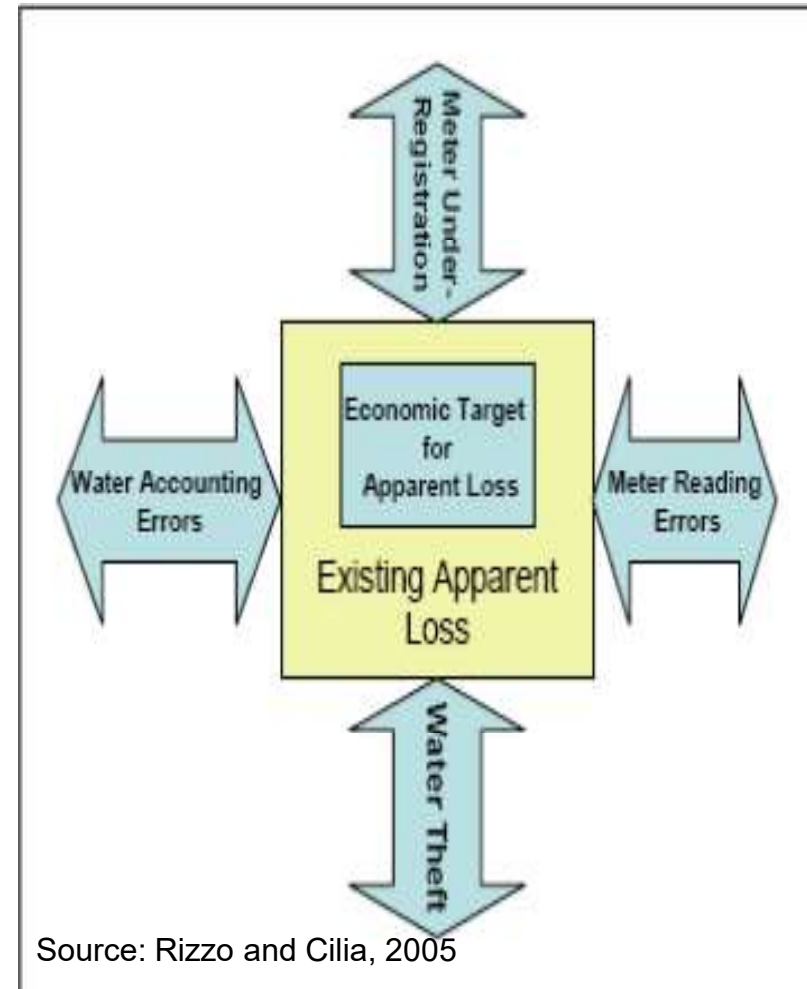 Meter Under-
Registration
Economic Target
for
Apparent Loss
Water Accounting
Errors
Meter Reading
Errors
Existing Apparent
Loss
Water Theft
Source: Rizzo and Cilia, 2005